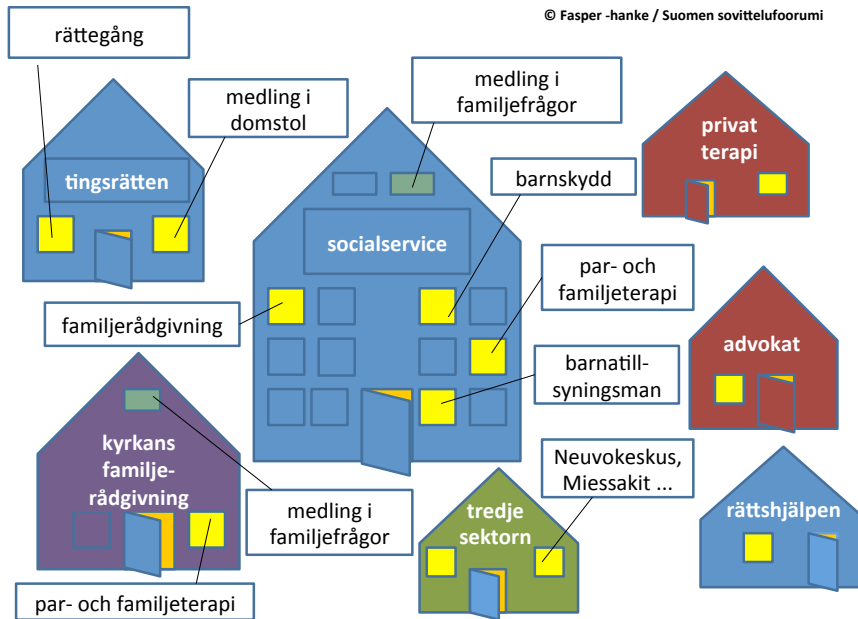 © Fasper -hanke / Suomen sovittelufoorumi
rättegång
medling i
domstol
medling i
familjefrågor
privat
terapi
tingsrätten
barnskydd
socialservice
par- och
familjeterapi
familjerådgivning
advokat
barnatill-
syningsman
kyrkans
familje-
rådgivning
Neuvokeskus,
Miessakit ...
medling i
familjefrågor
tredje
sektorn
rättshjälpen
par- och familjeterapi